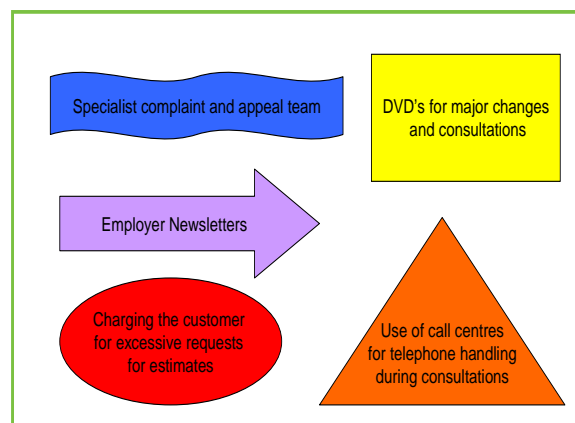 Specialist complaint and appeal team
DVD's for major changes
and consultations
Employer Newsletters
Charging the customer
for excessive requests
for estimates
Use of call centres
for telephone handling
during consultations